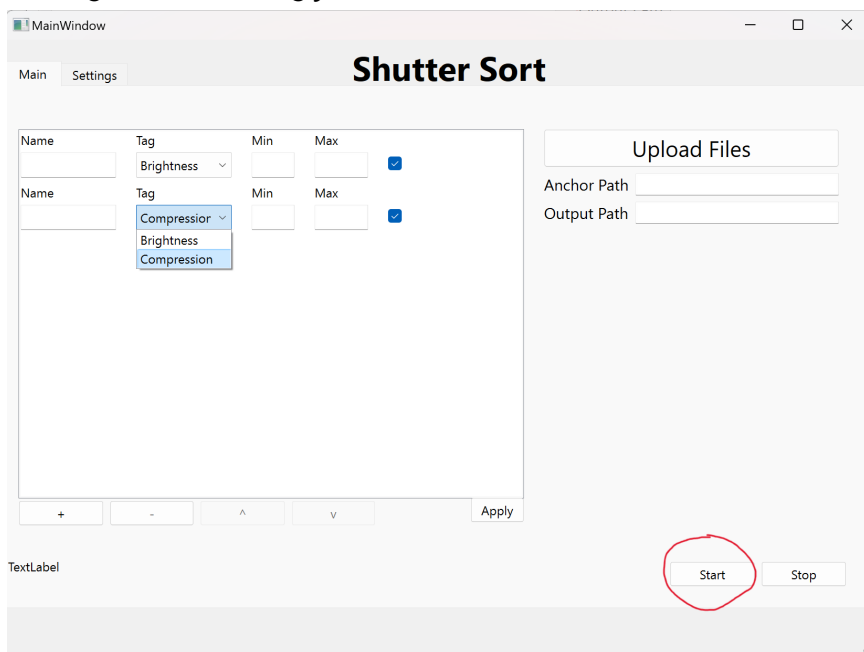 MainWindow
Main Settings
Shutter Sort
Name Tag Min Max
Brightness
Name Tag Min Max
Compression
Brightness
Compression
+ - ^ v Apply
Upload Files
Anchor Path
Output Path
TextLabel
Start Stop